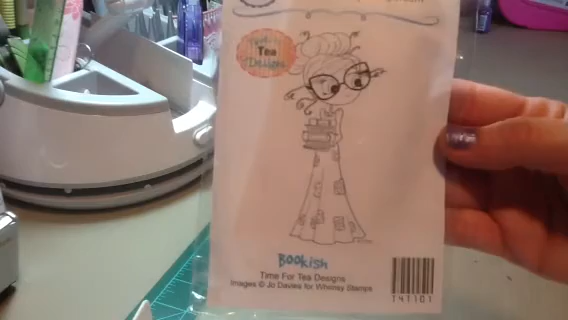 Tea
Designs
BOOKish
Time For Tea Designs
Images © Jo Davies for Whimsy Stamps
T4T101